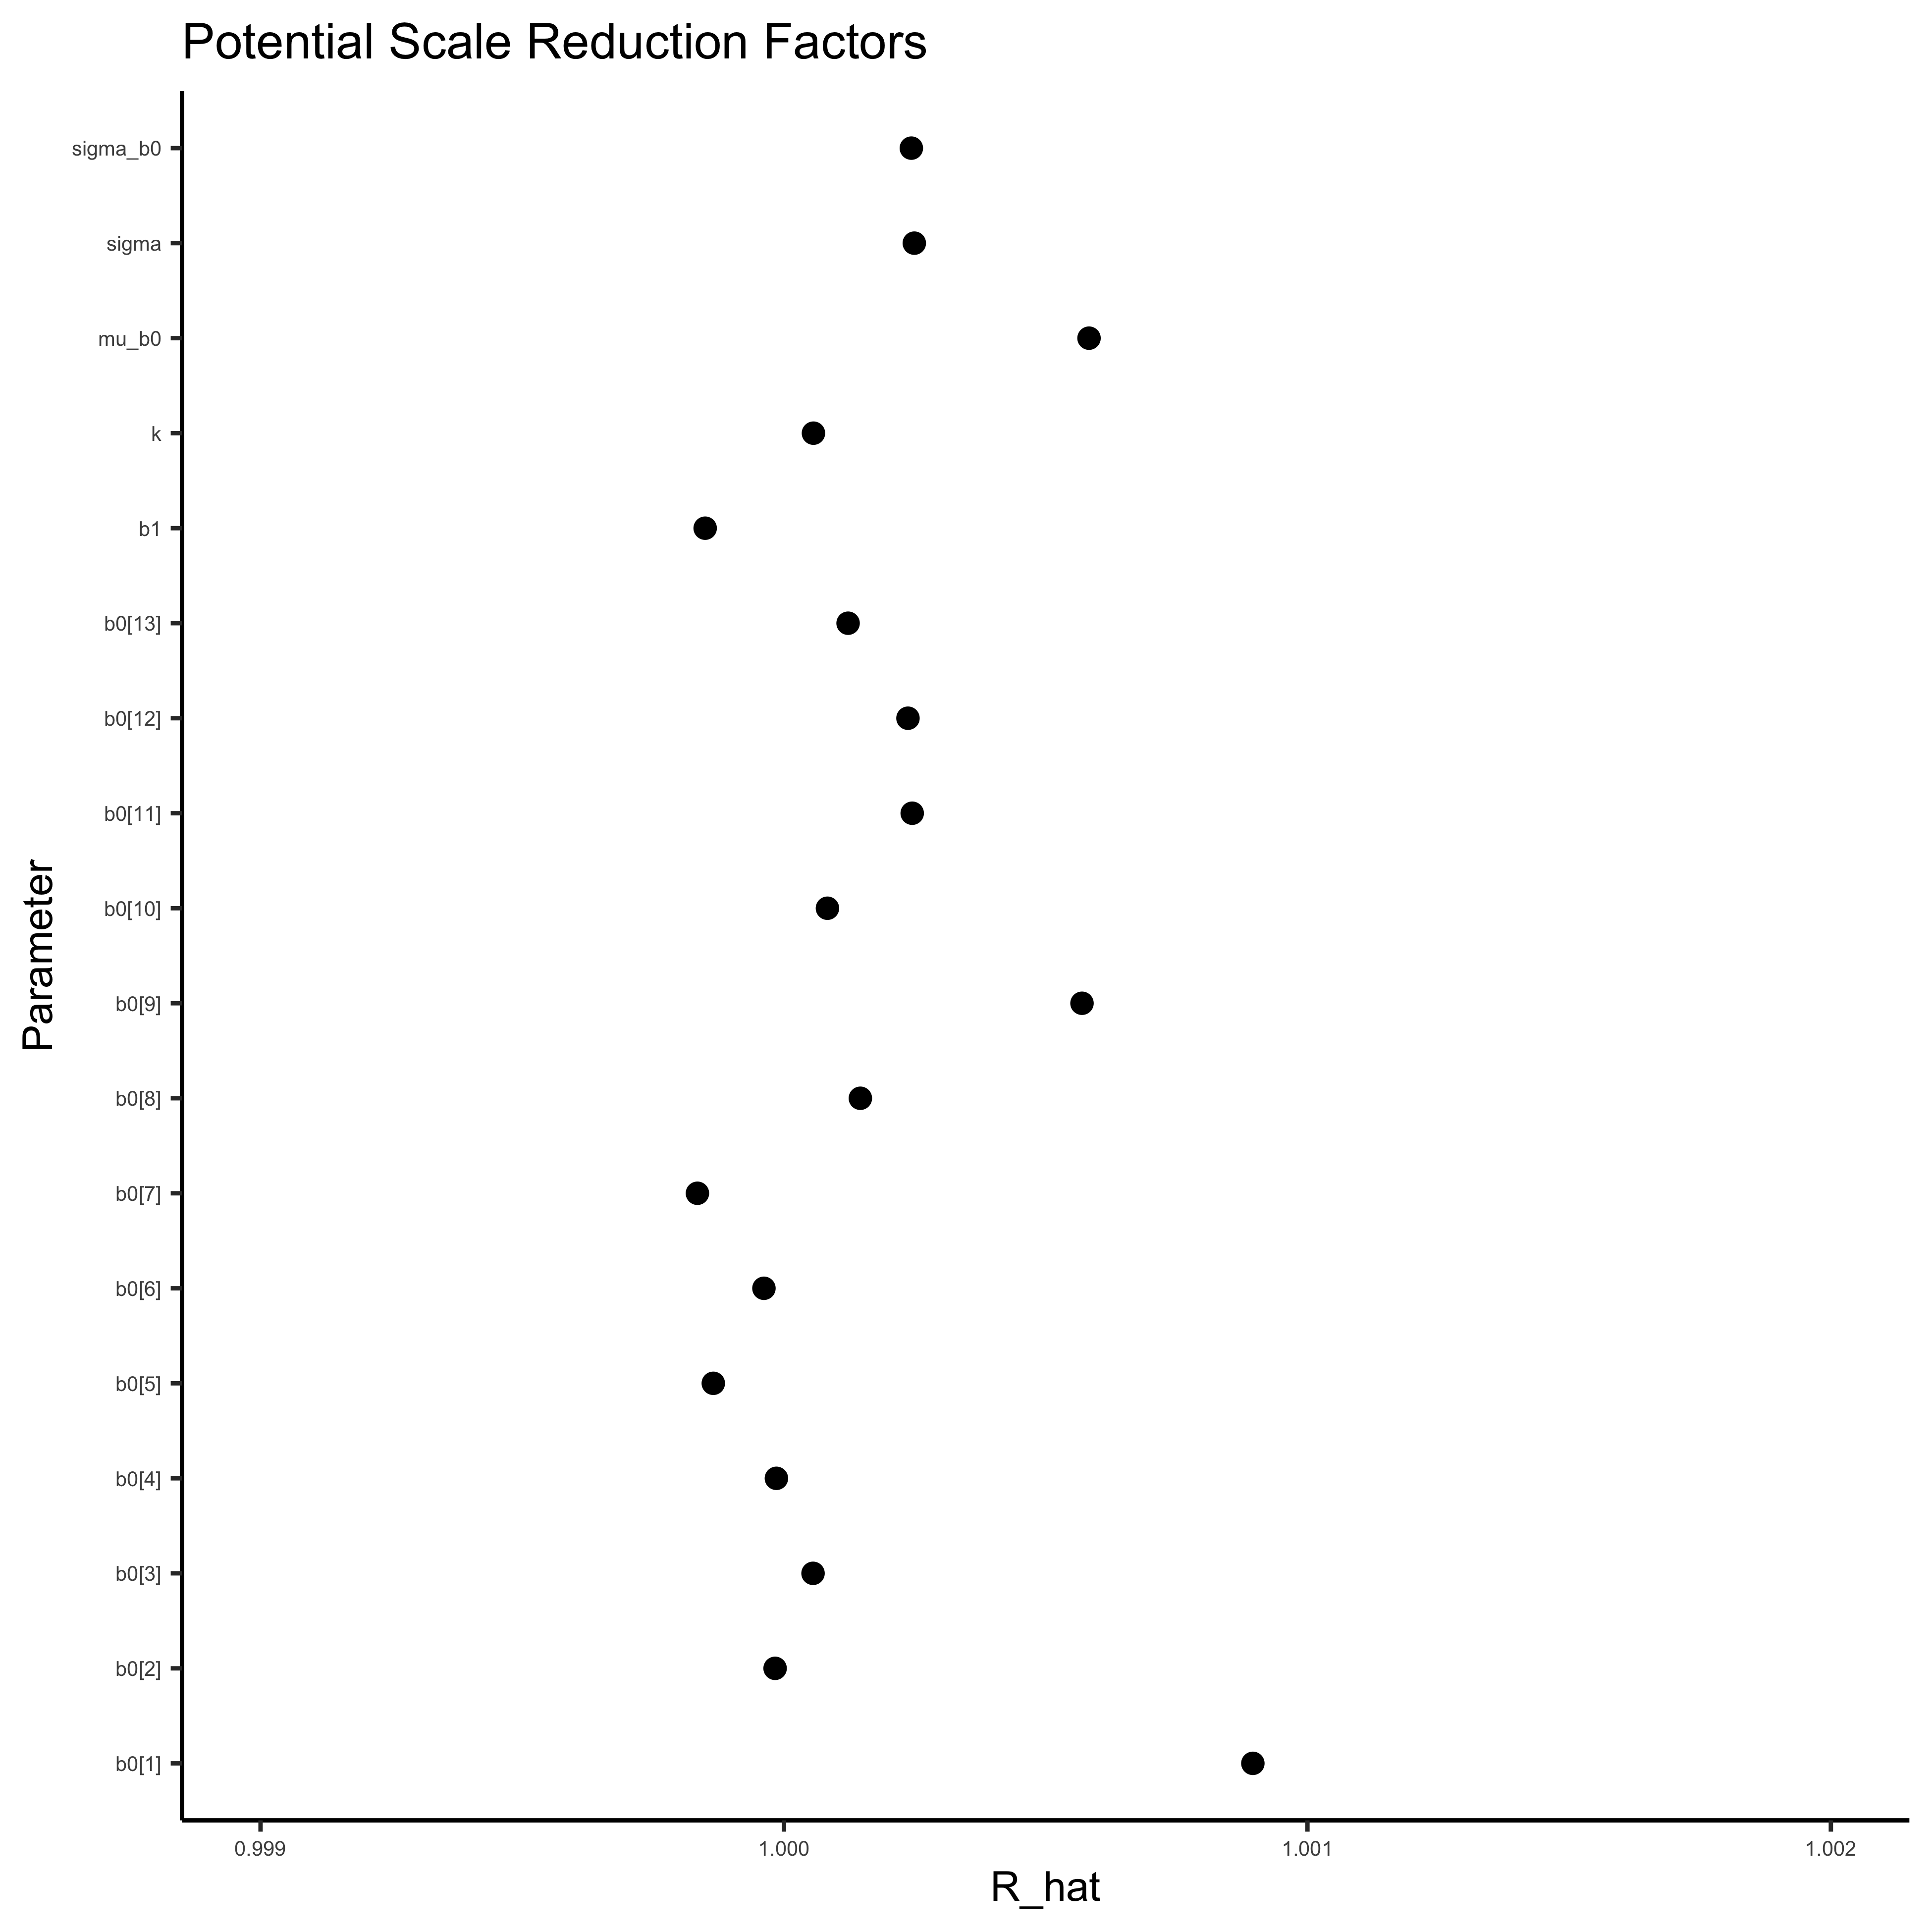 Potential Scale Reduction Factors
sigma_b0
sigma
mu_b0
k
b1
b0[13]
b0[12]
b0[11]
b0[10]
b0[9]
b0[8]
b0[7]
b0[6]
b0[5]
b0[4]
b0[3]
b0[2]
b0[1]
Parameter
0.999 1.000 1.001 1.002
R_hat